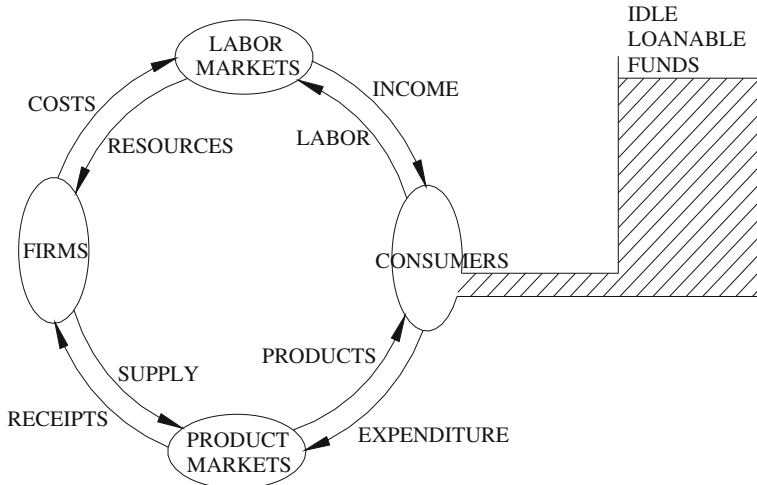 IDLE
LOANABLE
FUNDS
LABOR
MARKETS
COSTS
INCOME
RESOURCES
LABOR
FIRMS
CONSUMERS
PRODUCTS
SUPPLY
RECEIPTS
EXPENDITURE
PRODUCT
MARKETS